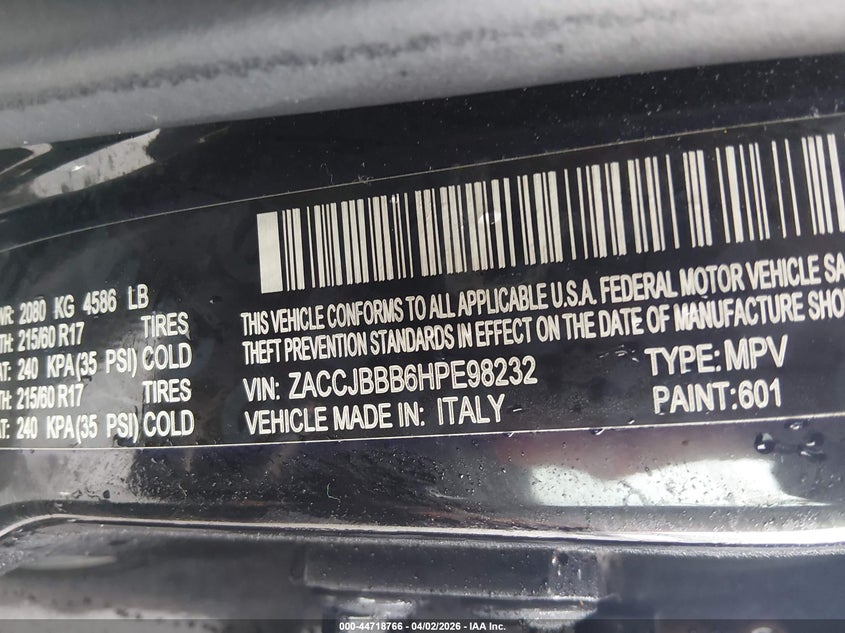 WR: 2080 KG 4586 LB
TH: 215/60 R17 TIRES
AT: 240 KPA(35 PSI) COLD
TH: 215/60 R17 TIRES
AT: 240 KPA(35 PSI) COLD
THIS VEHICLE CONFORMS TO ALL APPLICABLE U.S.A. FEDERAL MOTOR VEHICLE SA
THEFT PREVENTION STANDARDS IN EFFECT ON THE DATE OF MANUFACTURE SHO
VIN: ZACCJBBB6HPE98232 TYPE: MPV
VEHICLE MADE IN: ITALY PAINT:601
000-44718766 - 04/02/2026 - IAA Inc.